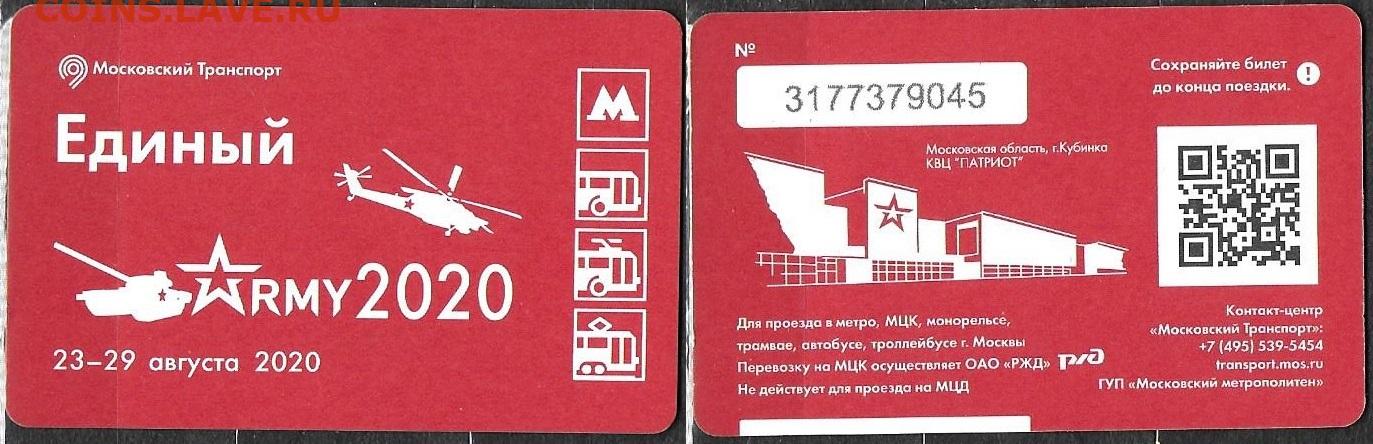 COINS.LAVE.RU
Московский Транспорт
Единый
ARMY2020
23–29 августа 2020
М
№
3177379045
Сохраняйте билет
до конца поездки.
!
Московская область, г.Кубинка
КВЦ "ПАТРИОТ"
Для проезда в метро, МЦК, монорельсе,
трамвае, автобусе, троллейбусе г. Москвы
Перевозку на МЦК осуществляет ОАО «РЖД» ржд
Не действует для проезда на МЦД
Контакт-центр
«Московский Транспорт»:
+7 (495) 539-5454
transport.mos.ru
ГУП «Московский метрополитен»